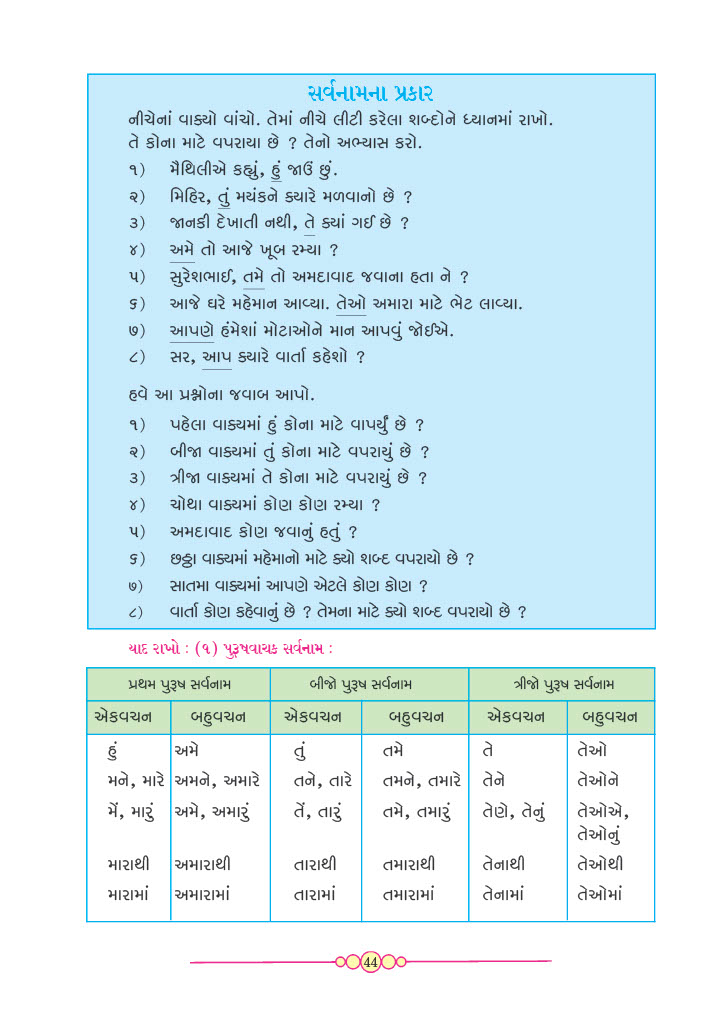 સર્વનામના પ્રકાર
નીચેનાં વાક્યો વાંચો. તેમાં નીચે લીટી કરેલા શબ્દોને ધ્યાનમાં રાખો.
તે કોના માટે વપરાયા છે ? તેનો અભ્યાસ કરો.
૧) મૈથિલીએ કહ્યું, હું જાઉં છું.
૨) મિહિર, તું મયંકને ક્યારે મળવાનો છે ?
૩) જાનકી દેખાતી નથી, તે ક્યાં ગઈ છે ?
૪) અમે તો આજે ખૂબ રમ્યા ?
૫) સુરેશભાઈ, તમે તો અમદાવાદ જવાના હતા ને ?
૬) આજે ઘરે મહેમાન આવ્યા. તેઓ અમારા માટે ભેટ લાવ્યા.
૭) આપણે હંમેશાં મોટાઓને માન આપવું જોઈએ.
૮) સર, આપ ક્યારે વાર્તા કહેશો ?
હવે આ પ્રશ્નોના જવાબ આપો.
૧) પહેલા વાક્યમાં હું કોના માટે વાપર્યું છે ?
૨) બીજા વાક્યમાં તું કોના માટે વપરાયું છે ?
૩) ત્રીજા વાક્યમાં તે કોના માટે વપરાયું છે ?
૪) ચોથા વાક્યમાં કોણ કોણ રમ્યા ?
૫) અમદાવાદ કોણ જવાનું હતું ?
૬) છઠ્ઠા વાક્યમાં મહેમાનો માટે ક્યો શબ્દ વપરાયો છે ?
૭) સાતમા વાક્યમાં આપણે એટલે કોણ કોણ ?
૮) વાર્તા કોણ કહેવાનું છે ? તેમના માટે ક્યો શબ્દ વપરાયો છે ?
યાદ રાખો : (૧) પુરૂષવાચક સર્વનામ :
પ્રથમ પુરૂષ સર્વનામ બીજો પુરૂષ સર્વનામ ત્રીજો પુરૂષ સર્વનામ
એકવચન બહુવચન એકવચન બહુવચન એકવચન બહુવચન
હું અમે તું તમે તે તેઓ
મને, મારે અમને, અમારે તને, તારે તમને, તમારે તેને તેઓને
મેં, મારું અમે, અમારું તેં, તારું તમે, તમારું તેણે, તેનું તેઓએ,
તેઓનું
મારાથી અમારાથી તારાથી તમારાથી તેનાથી તેઓથી
મારામાં અમારામાં તારામાં તમારામાં તેનામાં તેઓમાં
44